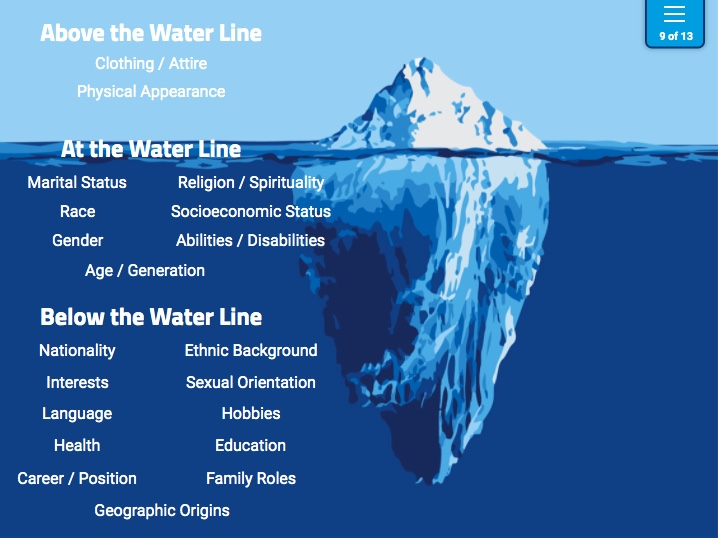 9 of 13
Above the Water Line
Clothing / Attire
Physical Appearance
At the Water Line
Marital Status Religion / Spirituality
Race Socioeconomic Status
Gender Abilities / Disabilities
Age / Generation
Below the Water Line
Nationality Ethnic Background
Interests Sexual Orientation
Language Hobbies
Health Education
Career / Position Family Roles
Geographic Origins